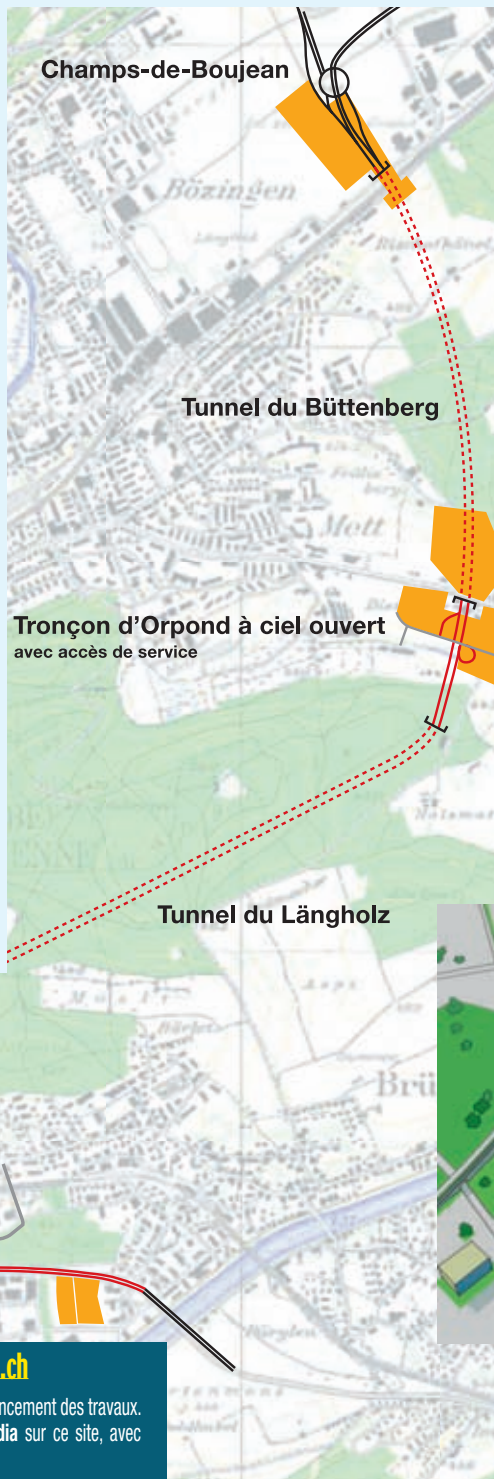 Champs-de-Boujean
Bözingen
Tunnel du Büttenberg
Mett
Tronçon d’Orpond à ciel ouvert
avec accès de service
Tunnel du Längholz
Brü
.ch
ncement des travaux.
dia sur ce site, avec